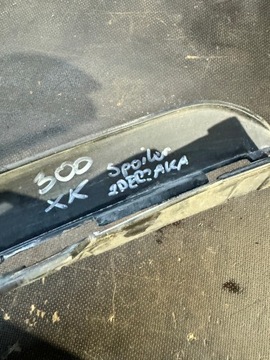 300
XK
Spoiler
ZDERZAKA